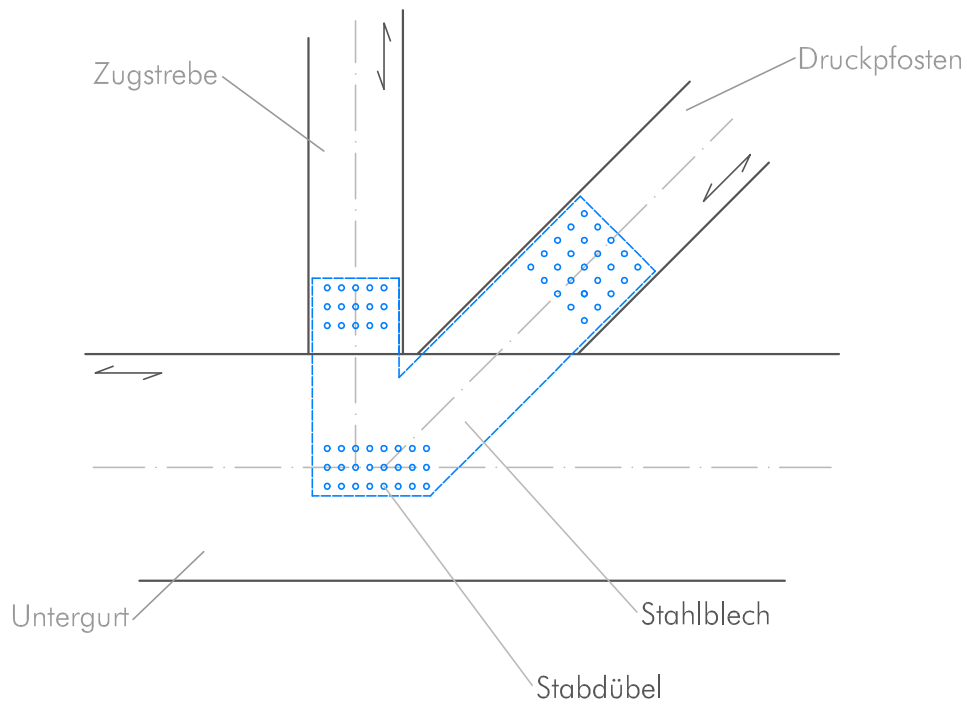 Druckpfosten
Zugstrebe
Untergurt
Stahlblech
Stabdübel